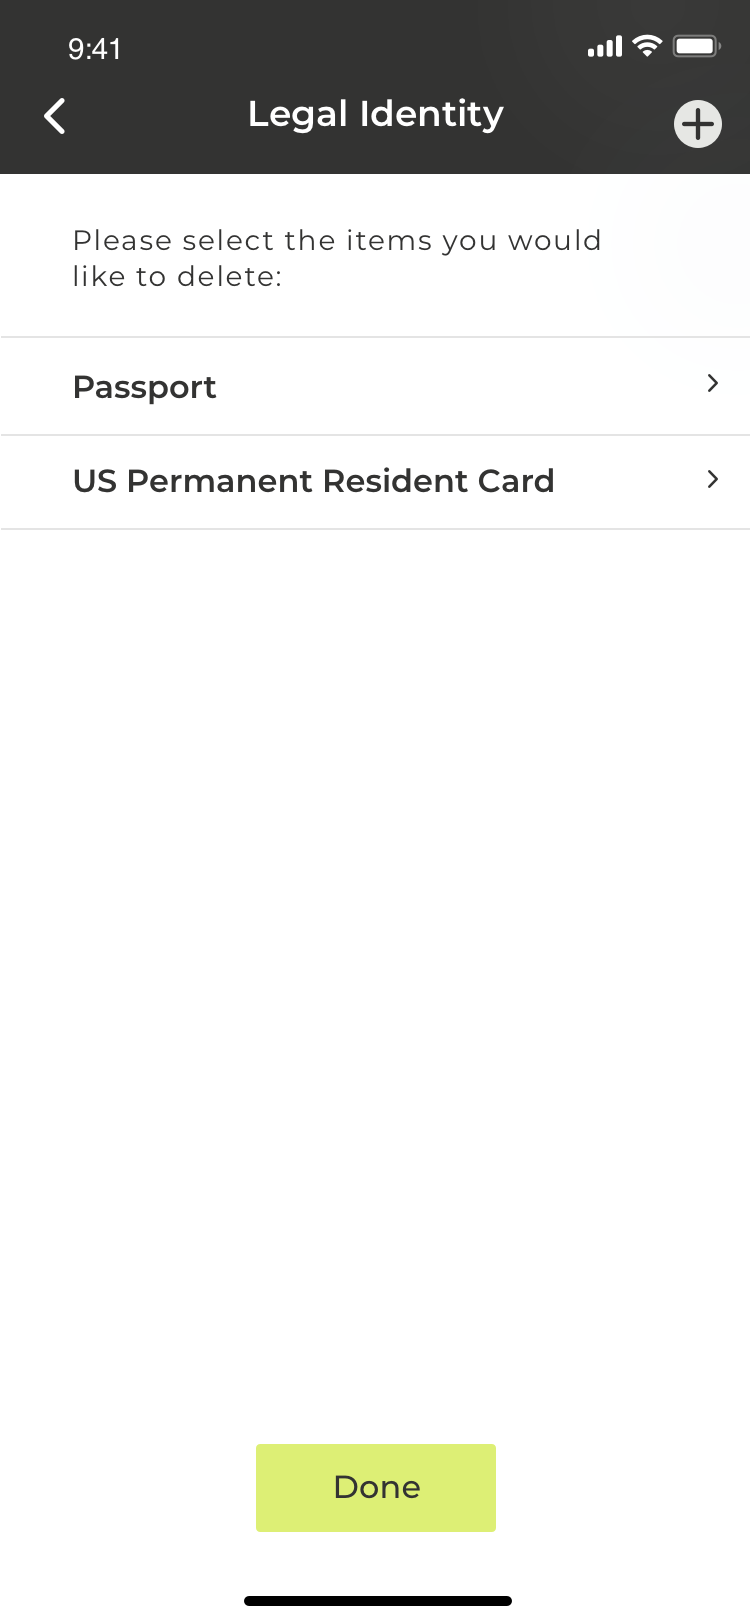 9:41
Legal Identity
Please select the items you would
like to delete:
Passport
US Permanent Resident Card
Done